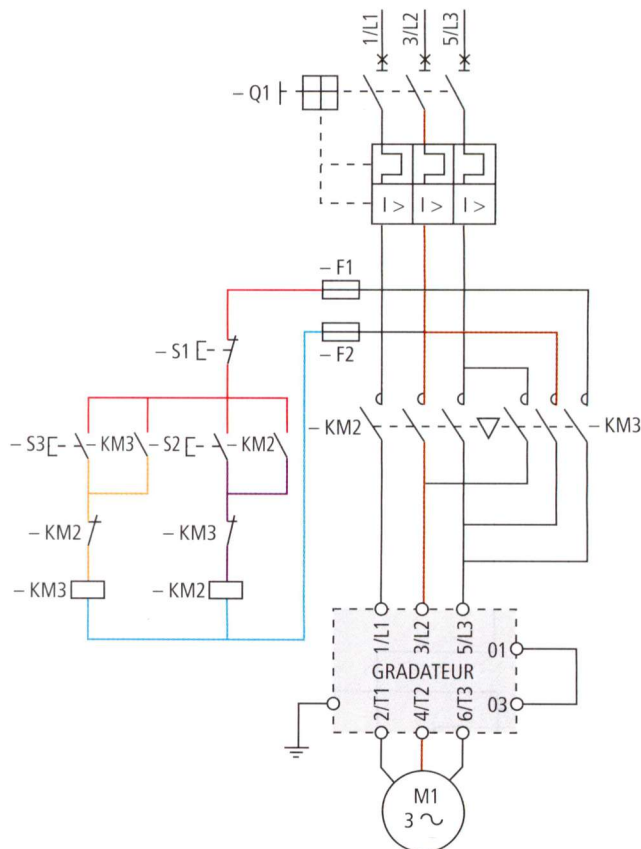 1/L1 3/L2 5/L3
– Q1
I > I > I >
– F1
– F2
– S1
– S3 – KM3 – S2 – KM2
– KM2 – KM3
– KM2 – KM3
– KM3 – KM2
1/L1 3/L2 5/L3
01
GRADATEUR
2/T1 4/T2 6/T3
03
M1
3 ~